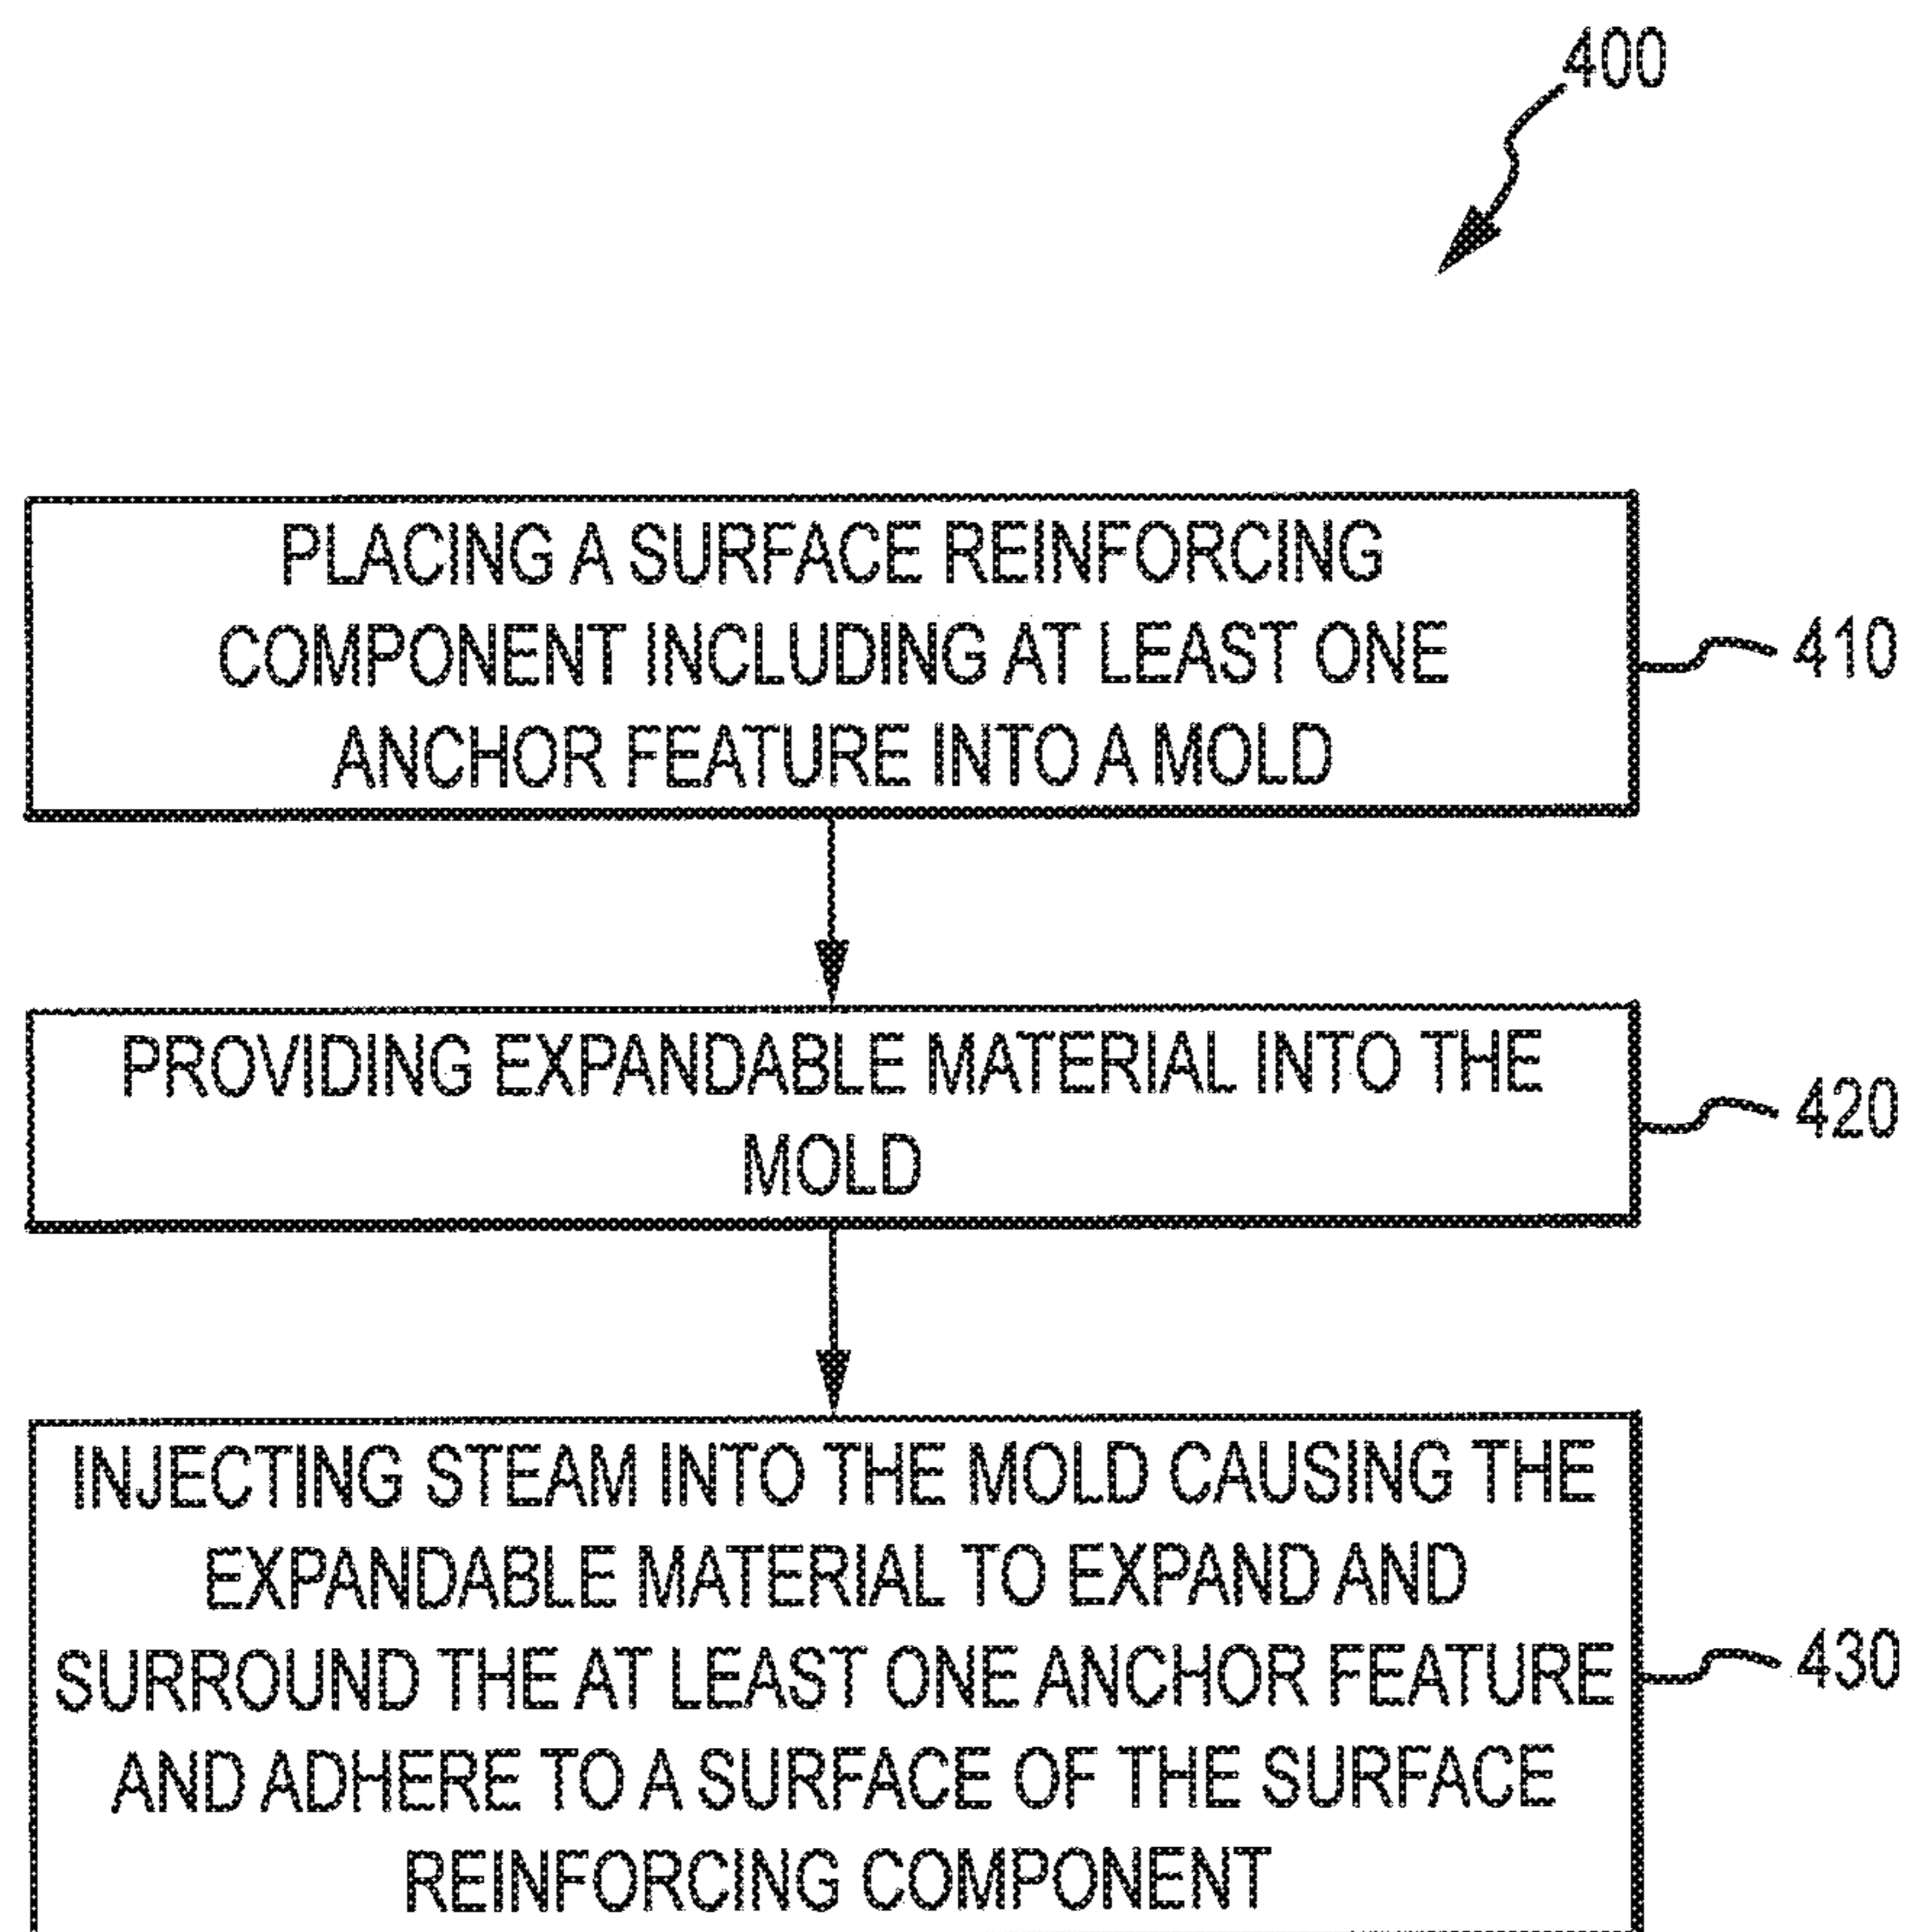 400
PLACING A SURFACE REINFORCING
COMPONENT INCLUDING AT LEAST ONE
ANCHOR FEATURE INTO A MOLD
410
PROVIDING EXPANDABLE MATERIAL INTO THE
MOLD
420
INJECTING STEAM INTO THE MOLD CAUSING THE
EXPANDABLE MATERIAL TO EXPAND AND
SURROUND THE AT LEAST ONE ANCHOR FEATURE
AND ADHERE TO A SURFACE OF THE SURFACE
REINFORCING COMPONENT
430